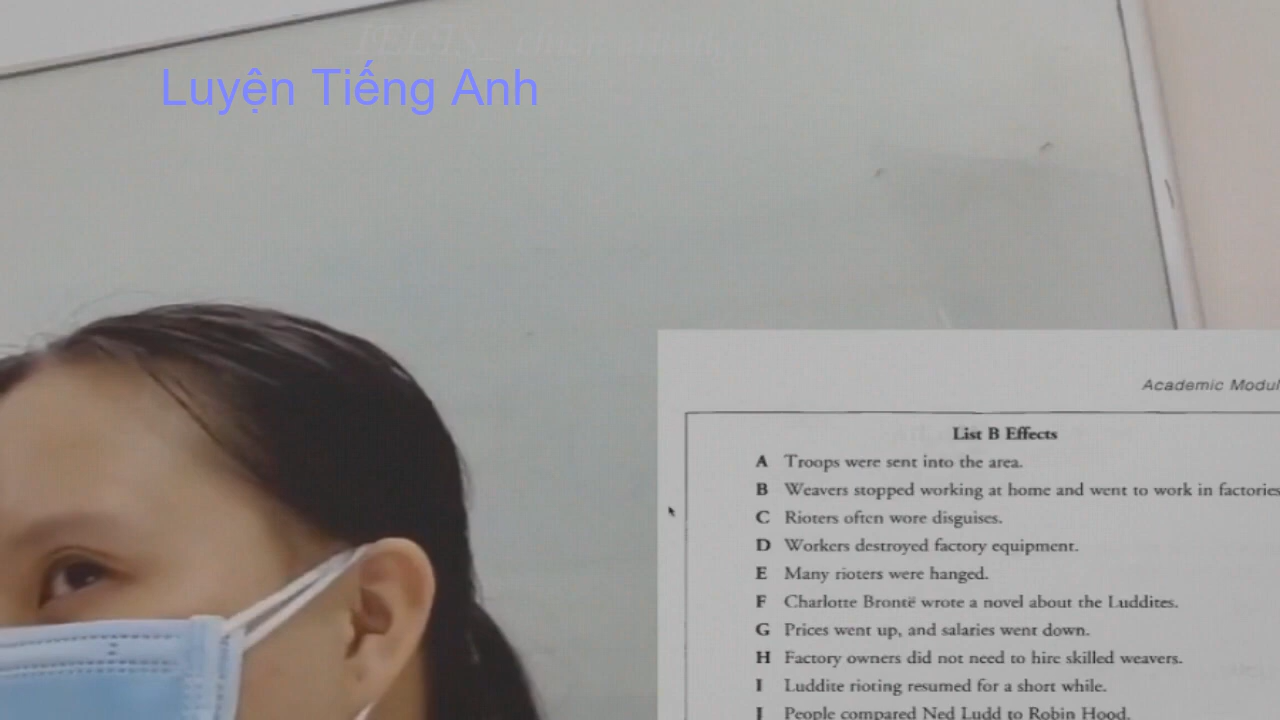 Luyện Tiếng Anh
Academic Modul
List B Effects
A Troops were sent into the area.
B Weavers stopped working at home and went to work in factories
C Rioters often wore disguises.
D Workers destroyed factory equipment.
E Many rioters were hanged.
F Charlotte Brontë wrote a novel about the Luddites.
G Prices went up, and salaries went down.
H Factory owners did not need to hire skilled weavers.
I Luddite rioting resumed for a short while.
J People compared Ned Ludd to Robin Hood.